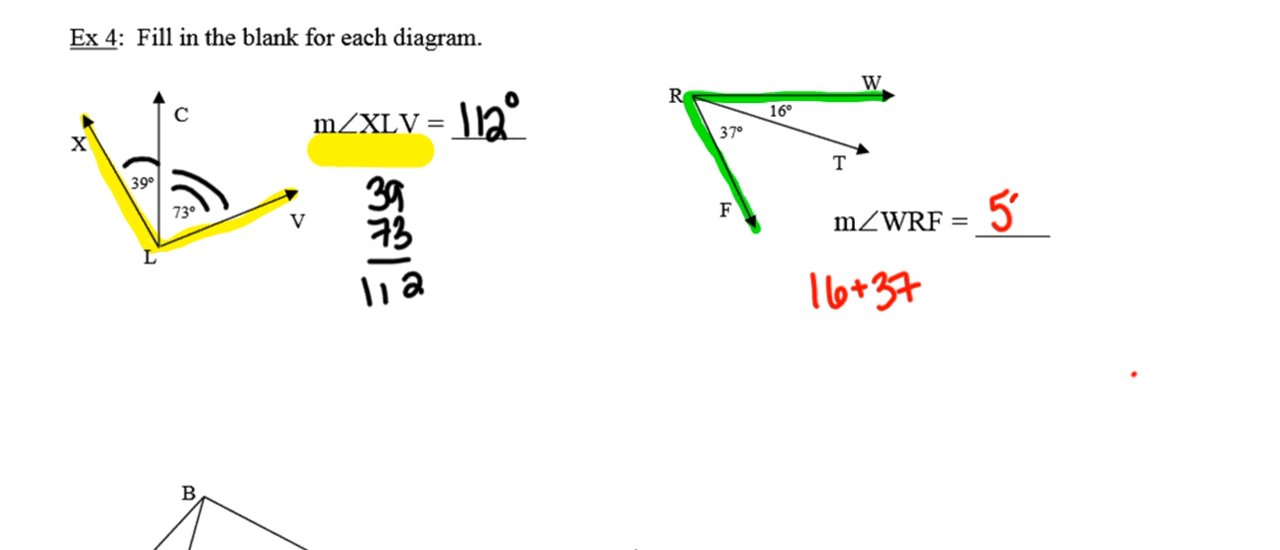 Ex 4: Fill in the blank for each diagram.
C
X
39°
73°
L
V
m∠XLV = 112°
39
73
112
R
W
16°
37°
T
F
m∠WRF = 5
16+37
B